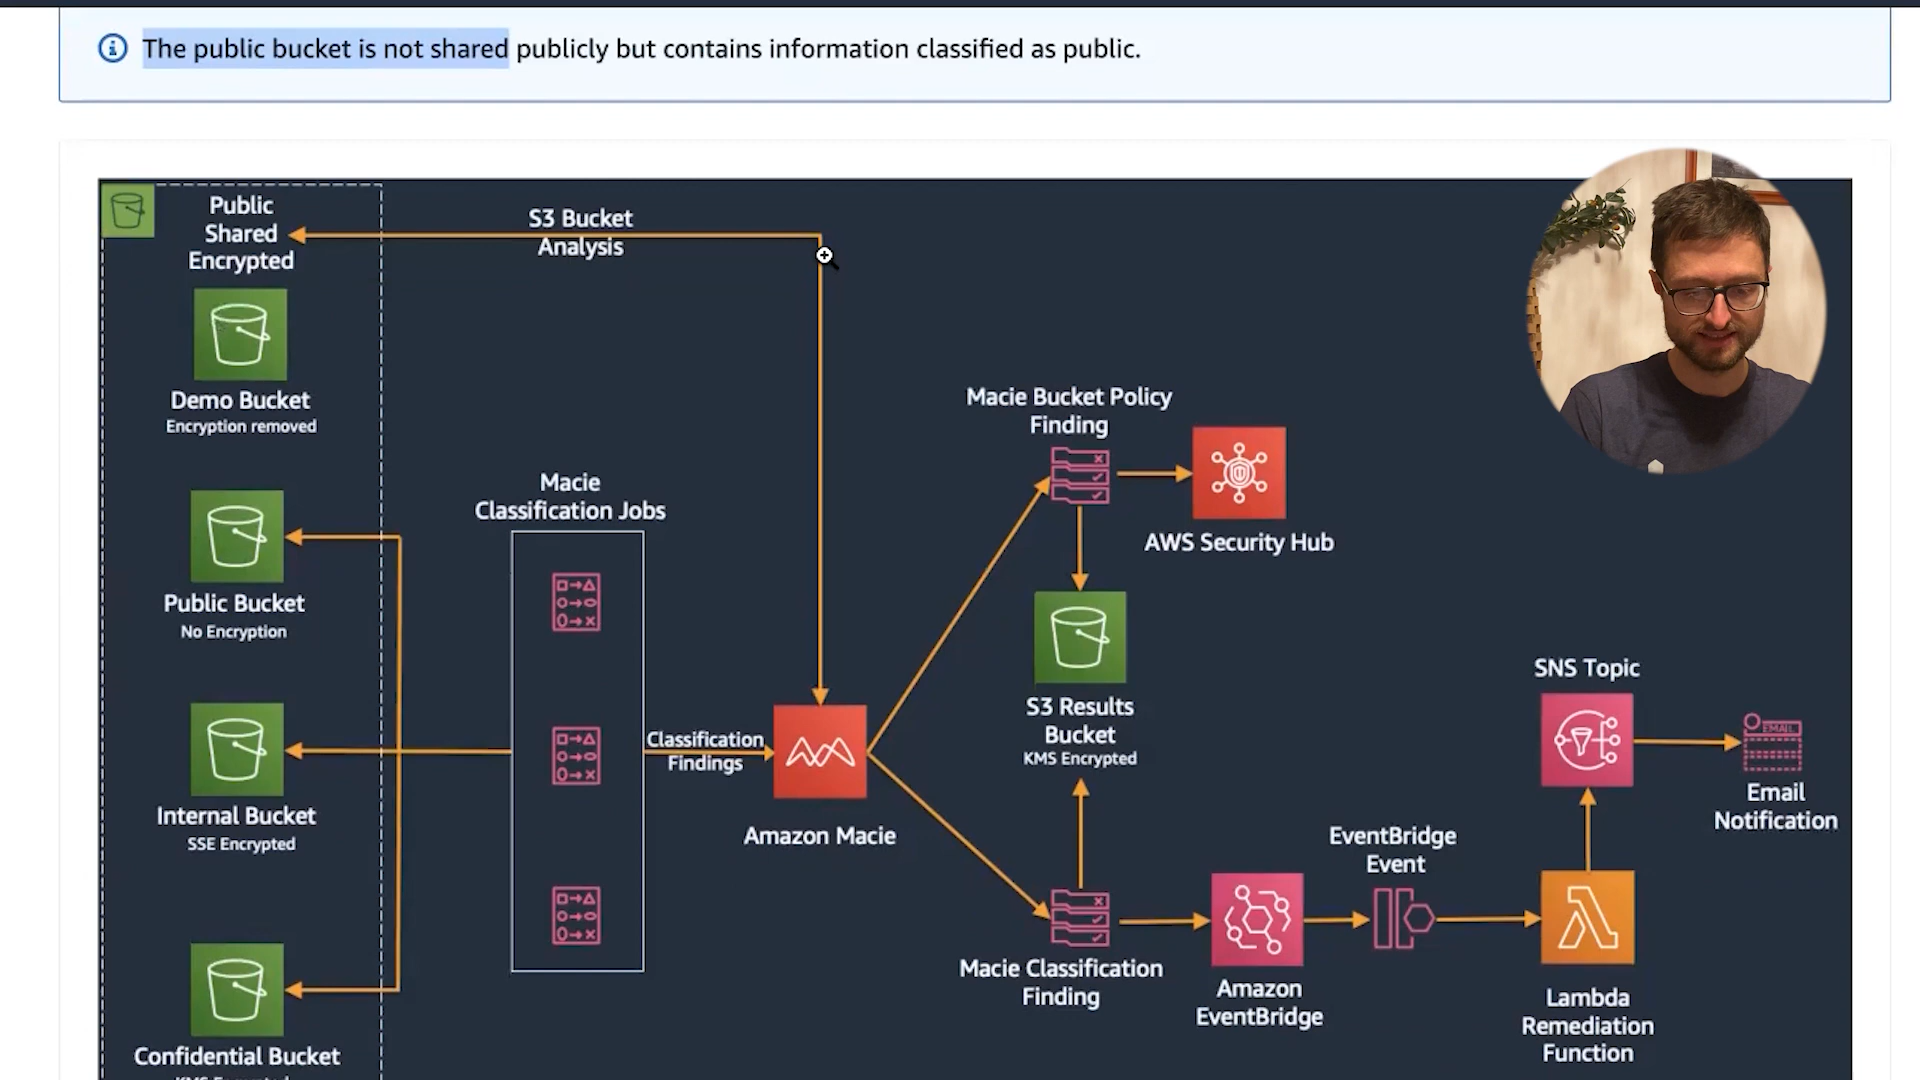 The public bucket is not shared publicly but contains information classified as public.
Public
Shared
Encrypted
S3 Bucket
Analysis
Demo Bucket
Encryption removed
Macie Bucket Policy
Finding
Macie
Classification Jobs
AWS Security Hub
Public Bucket
No Encryption
SNS Topic
S3 Results
Bucket
KMS Encrypted
Classification
Findings
EMAIL
Email
Notification
Internal Bucket
SSE Encrypted
Amazon Macie
EventBridge
Event
Macie Classification
Finding
Amazon
EventBridge
Lambda
Remediation
Function
Confidential Bucket